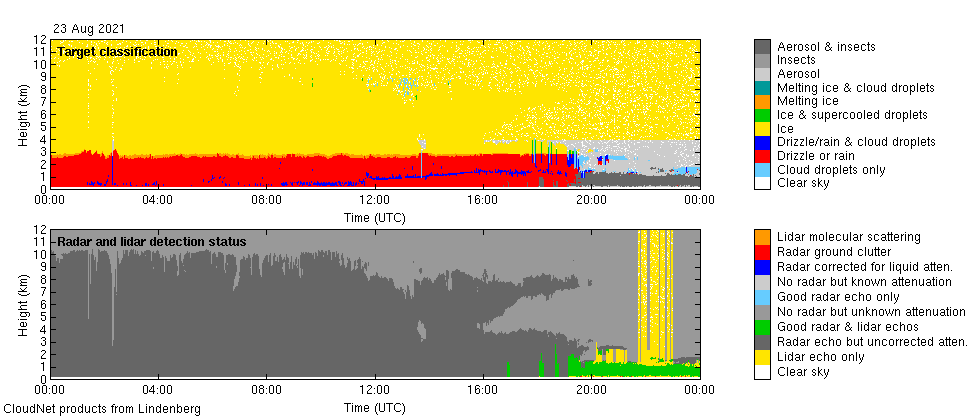 23 Aug 2021
Target classification
Height (km)
12
11
10
9
8
7
6
5
4
3
2
1
0
00:00 04:00 08:00 12:00 16:00 20:00 00:00
Time (UTC)
Aerosol & insects
Insects
Aerosol
Melting ice & cloud droplets
Melting ice
Ice & supercooled droplets
Ice
Drizzle/rain & cloud droplets
Drizzle or rain
Cloud droplets only
Clear sky
Radar and lidar detection status
Height (km)
12
11
10
9
8
7
6
5
4
3
2
1
0
00:00 04:00 08:00 12:00 16:00 20:00 00:00
Time (UTC)
Lidar molecular scattering
Radar ground clutter
Radar corrected for liquid atten.
No radar but known attenuation
Good radar echo only
No radar but unknown attenuation
Good radar & lidar echos
Radar echo but uncorrected atten.
Lidar echo only
Clear sky
CloudNet products from Lindenberg